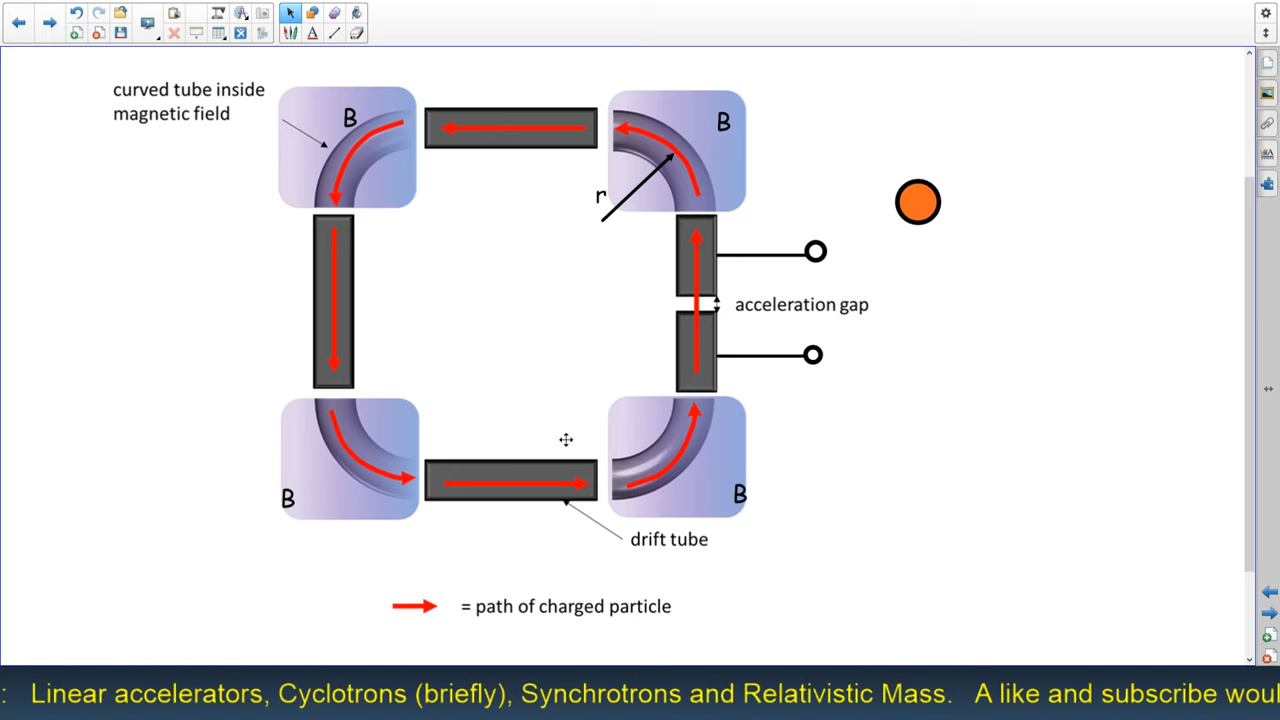 curved tube inside
magnetic field
B
B
r
acceleration gap
B
B
drift tube
= path of charged particle
: Linear accelerators, Cyclotrons (briefly), Synchrotrons and Relativistic Mass. A like and subscribe woul